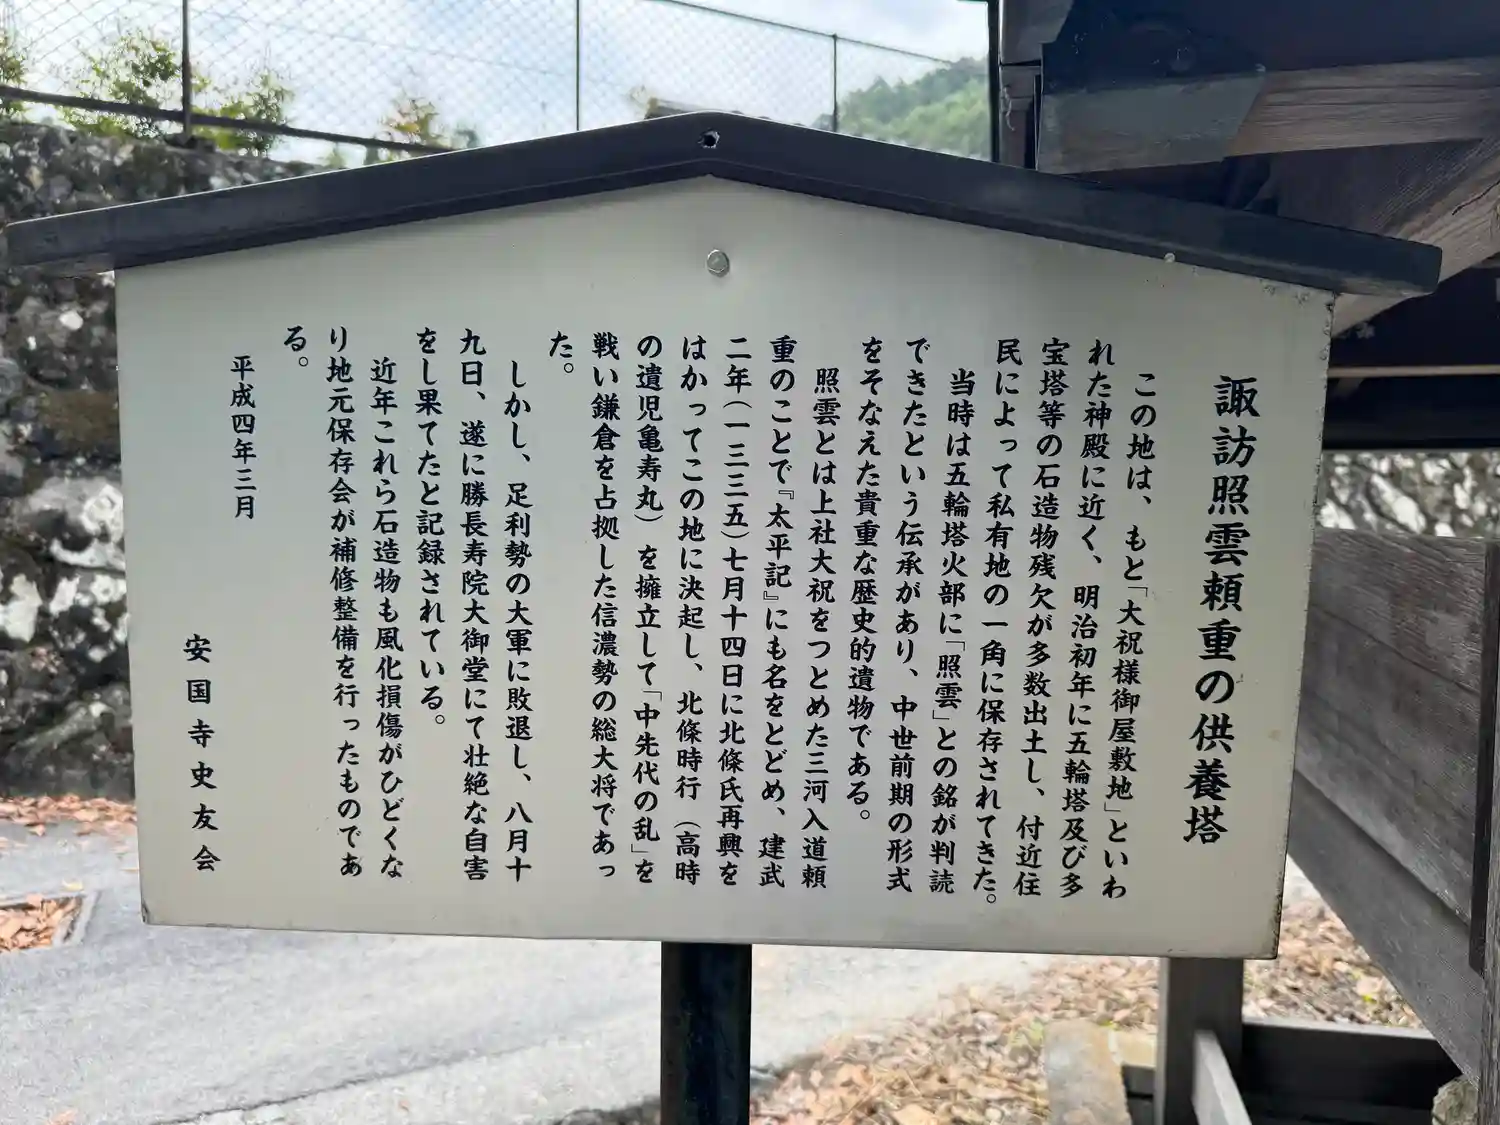 諏訪照雲頼重の供養塔
この地は、もと「大祝様御屋敷地」といわ
れた神殿に近く、明治初年に五輪塔及び多
宝塔等の石造物残欠が多数出土し、付近住
民によって私有地の一角に保存されてきた。
当時は五輪塔火部に「照雲」との銘が判読
できたという伝承があり、中世前期の形式
をそなえた貴重な歴史的遺物である。
照雲とは上社大祝をつとめた三河入道頼
重のことで『太平記』にも名をとどめ、建武
二年(一三三五)七月十四日に北條氏再興を
はかってこの地に決起し、北條時行(高時
の遺児亀寿丸)を擁立して「中先代の乱」を
戦い鎌倉を占拠した信濃勢の総大将であっ
た。
しかし、足利勢の大軍に敗退し、八月十
九日、遂に勝長寿院大御堂にて壮絶な自害
をし果てたと記録されている。
近年これら石造物も風化損傷がひどくな
り地元保存会が補修整備を行ったものであ
る。
平成四年三月
安国寺史友会